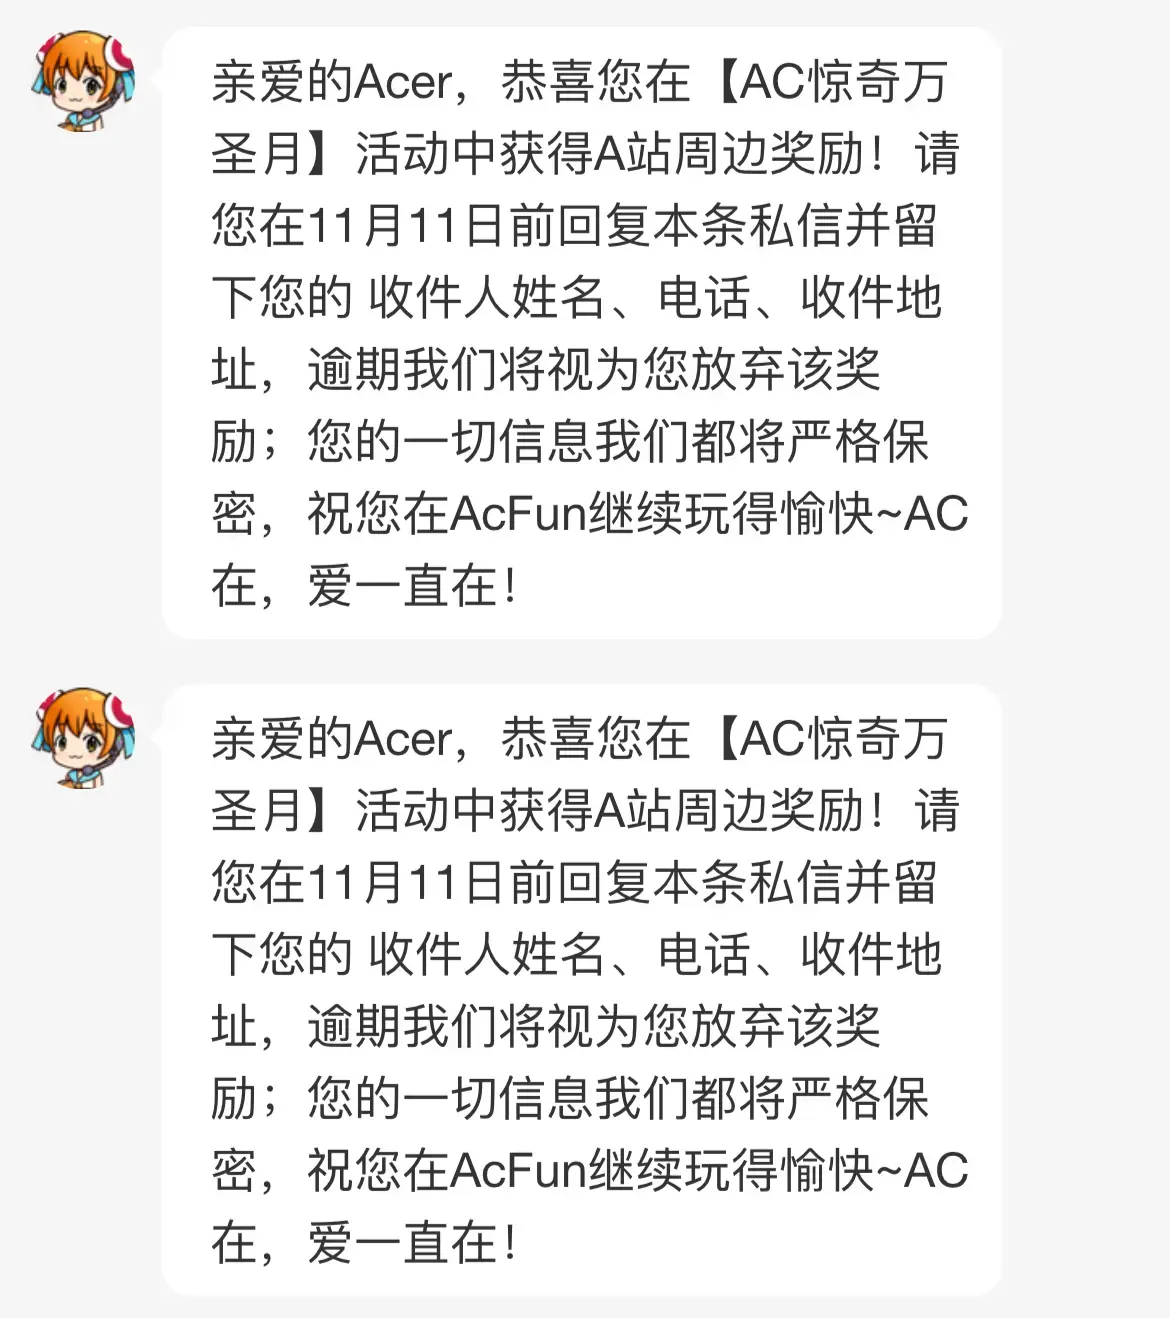 亲爱的Acer，恭喜您在【AC惊奇万
圣月】活动中获得A站周边奖励！请
您在11月11日前回复本条私信并留
下您的 收件人姓名、电话、收件地
址，逾期我们将视为您放弃该奖
励；您的一切信息我们都将严格保
密，祝您在AcFun继续玩得愉快~AC
在，爱一直在！
亲爱的Acer，恭喜您在【AC惊奇万
圣月】活动中获得A站周边奖励！请
您在11月11日前回复本条私信并留
下您的 收件人姓名、电话、收件地
址，逾期我们将视为您放弃该奖
励；您的一切信息我们都将严格保
密，祝您在AcFun继续玩得愉快~AC
在，爱一直在！